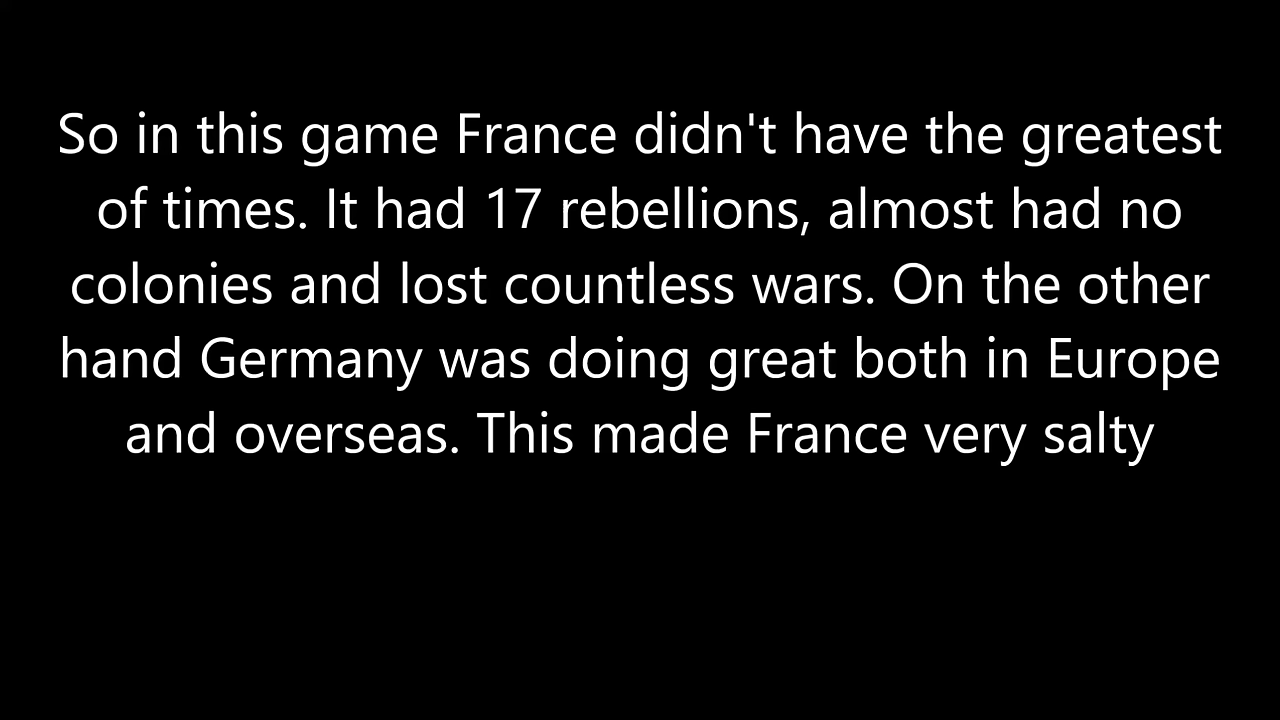 So in this game France didn't have the greatest
of times. It had 17 rebellions, almost had no
colonies and lost countless wars. On the other
hand Germany was doing great both in Europe
and overseas. This made France very salty